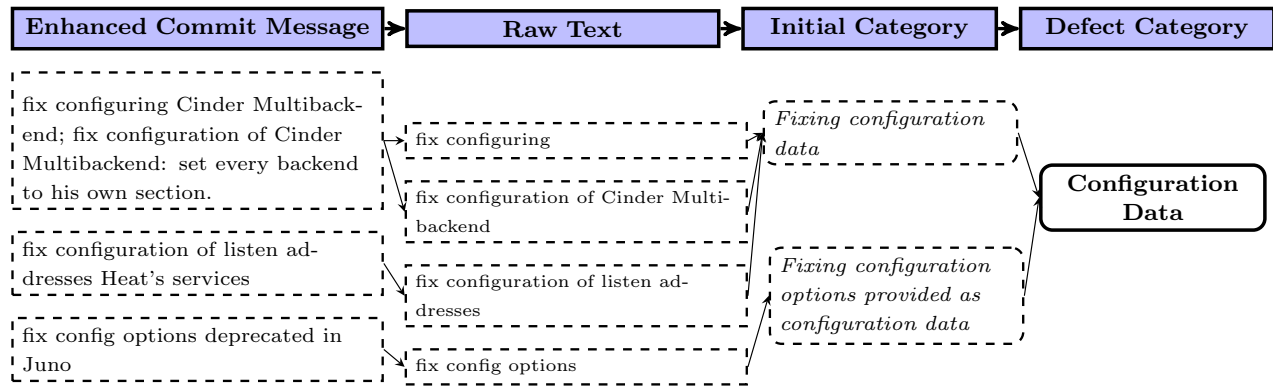 Enhanced Commit Message
Raw Text
Initial Category
Defect Category
fix configuring Cinder Multiback-
end; fix configuration of Cinder
Multibackend: set every backend
to his own section.
fix configuration of listen ad-
dresses Heat's services
fix config options deprecated in
Juno
fix configuring
fix configuration of Cinder Multi-
backend
fix configuration of listen ad-
dresses
fix config options
Fixing configuration
data
Fixing configuration
options provided as
configuration data
Configuration
Data